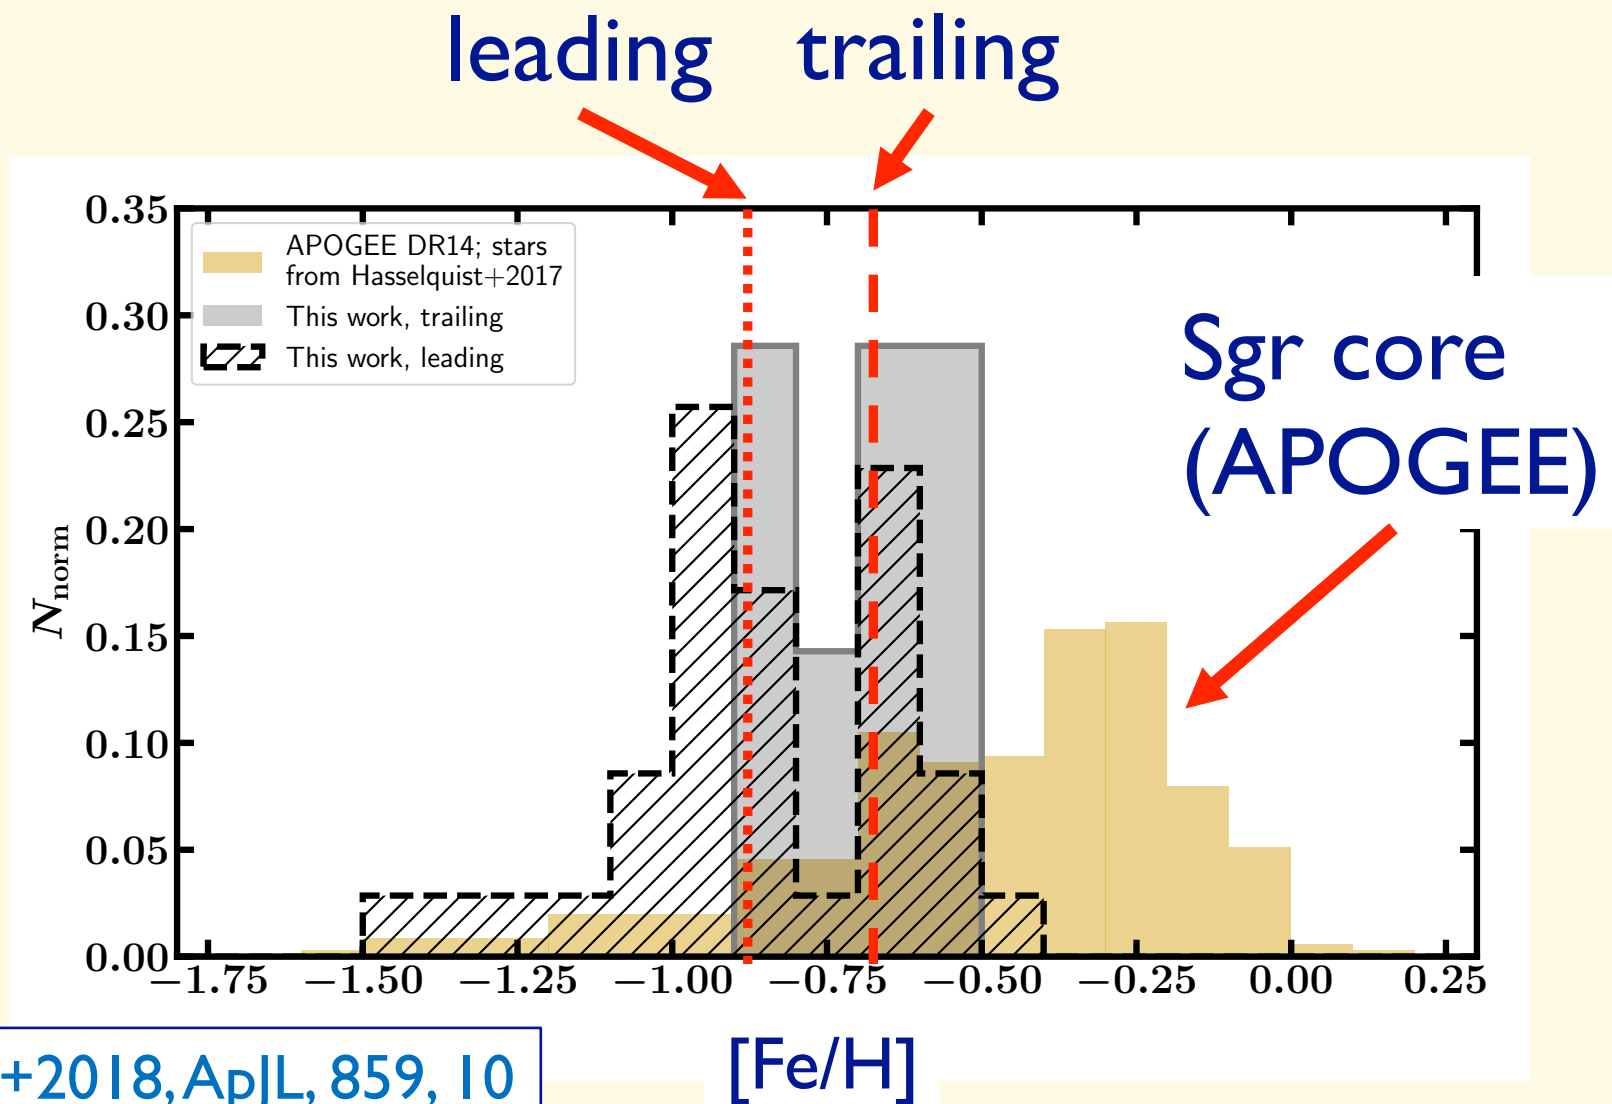 leading trailing
0.35
0.30
0.25
0.20
0.15
0.10
0.05
0.00
N_norm
APOGEE DR14; stars
from Hasselquist+2017
This work, trailing
This work, leading
Sgr core
(APOGEE)
−1.75 −1.50 −1.25 −1.00 −0.75 −0.50 −0.25 0.00 0.25
[Fe/H]
+2018, ApJL, 859, 10